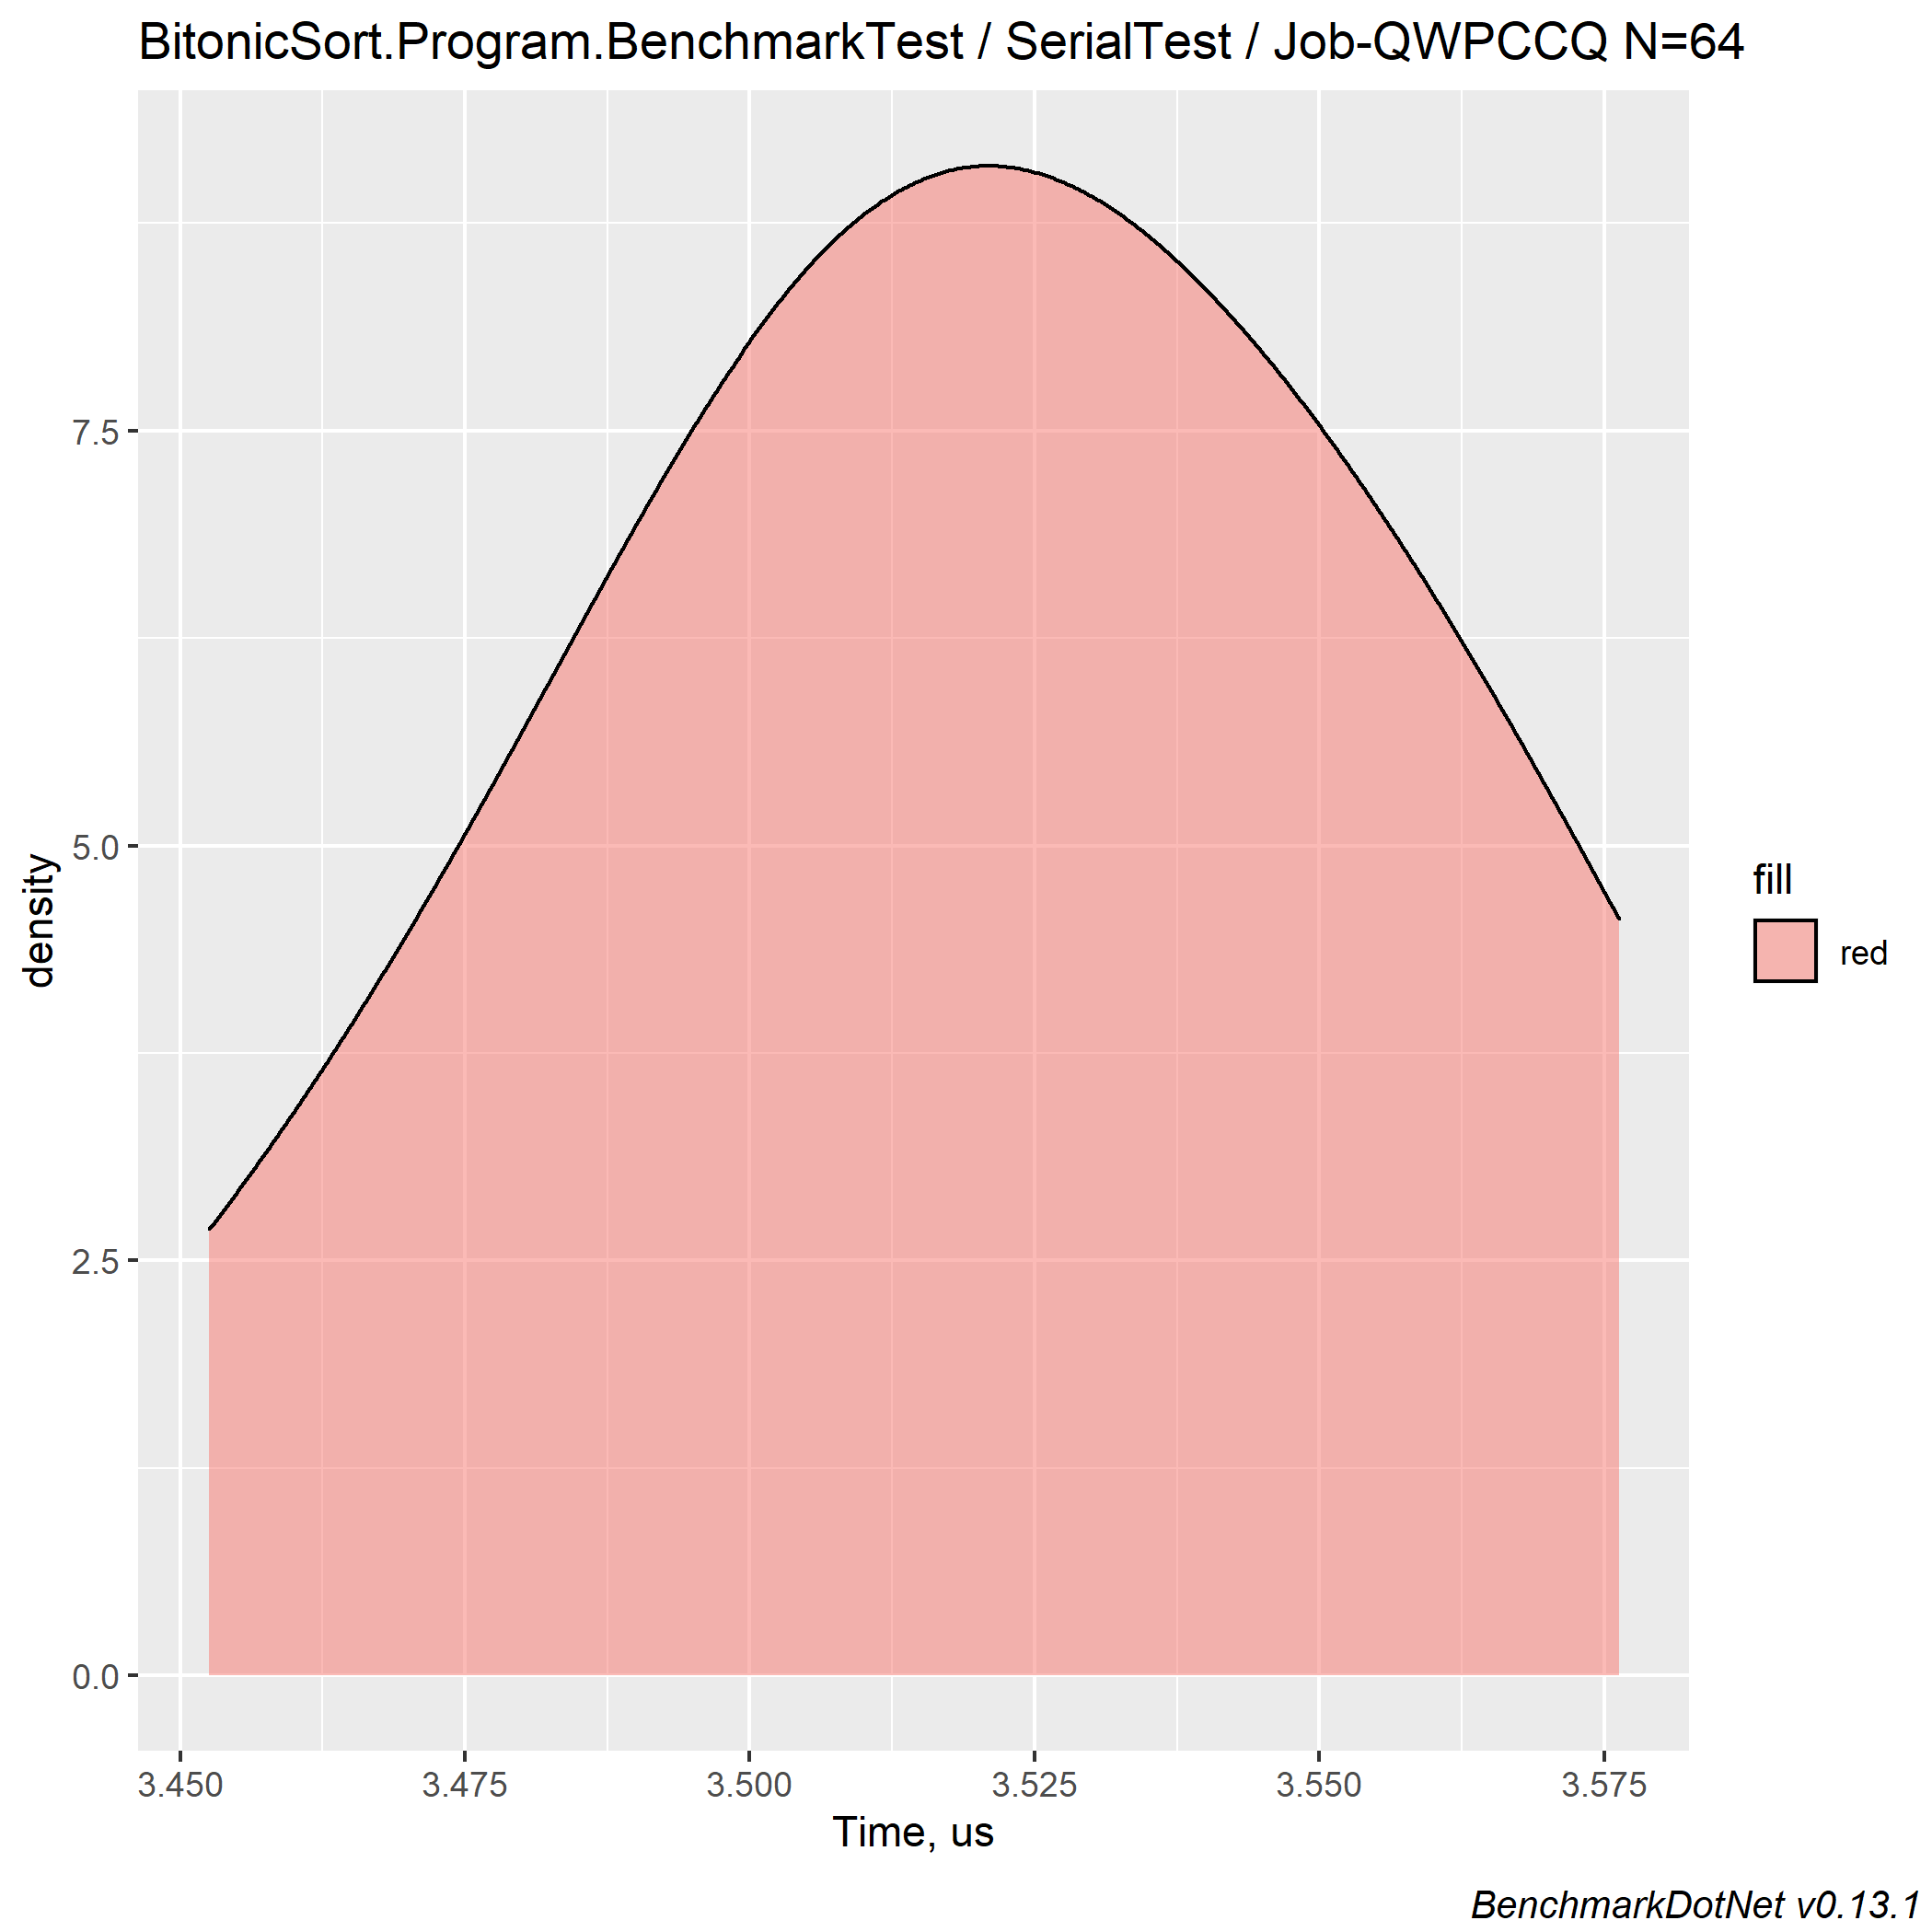 BitonicSort.Program.BenchmarkTest / SerialTest / Job-QWPCCQ N=64
density
7.5
5.0
2.5
0.0
3.450 3.475 3.500 3.525 3.550 3.575
Time, us
fill
red
BenchmarkDotNet v0.13.1